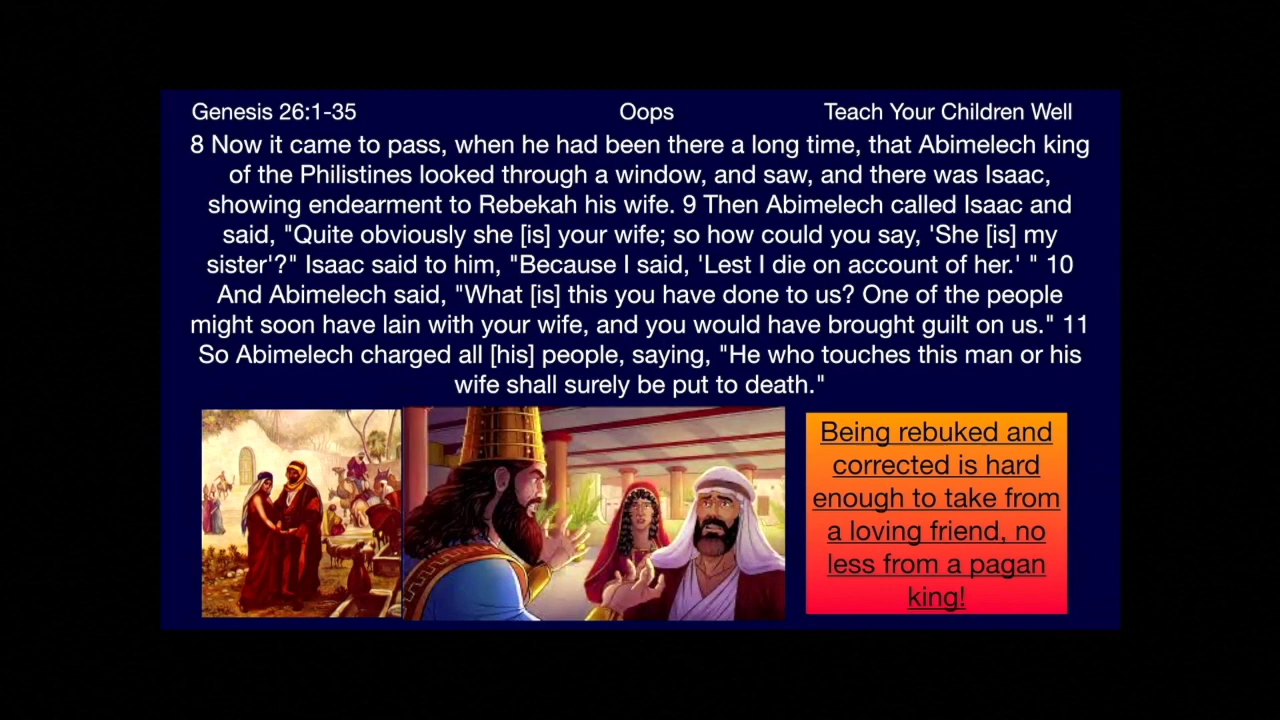 Genesis 26:1-35 Oops Teach Your Children Well
8 Now it came to pass, when he had been there a long time, that Abimelech king
of the Philistines looked through a window, and saw, and there was Isaac,
showing endearment to Rebekah his wife. 9 Then Abimelech called Isaac and
said, "Quite obviously she [is] your wife; so how could you say, 'She [is] my
sister'?" Isaac said to him, "Because I said, 'Lest I die on account of her.' " 10
And Abimelech said, "What [is] this you have done to us? One of the people
might soon have lain with your wife, and you would have brought guilt on us." 11
So Abimelech charged all [his] people, saying, "He who touches this man or his
wife shall surely be put to death."
Being rebuked and
corrected is hard
enough to take from
a loving friend, no
less from a pagan
king!